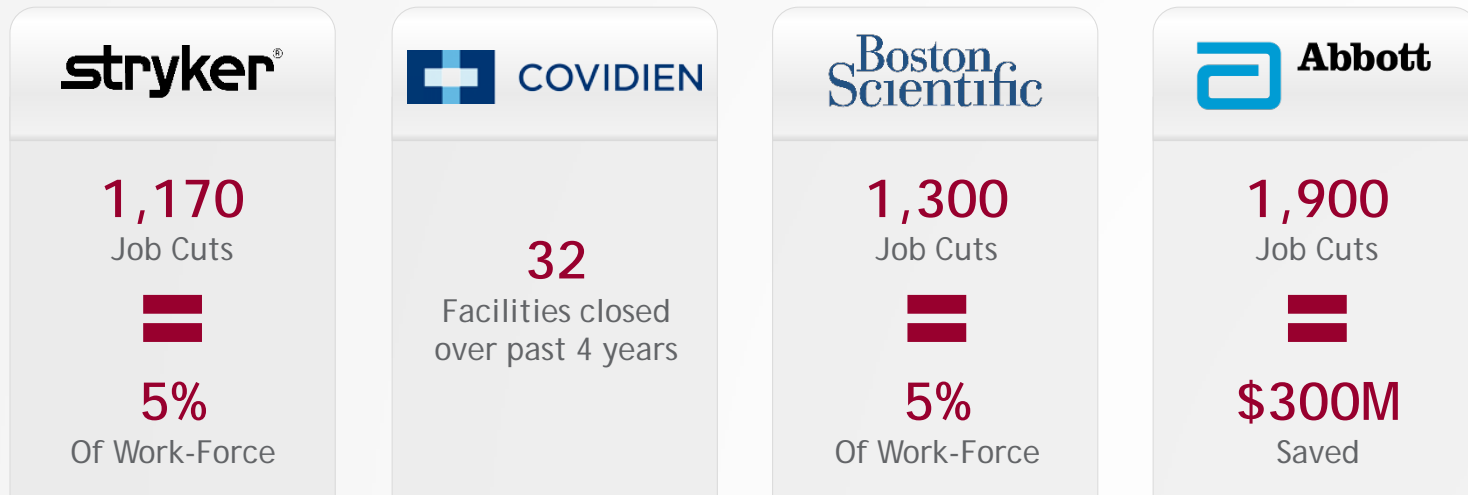 stryker®
1,170
Job Cuts
5%
Of Work-Force
COVIDIEN
32
Facilities closed
over past 4 years
Boston
Scientific
1,300
Job Cuts
5%
Of Work-Force
Abbott
1,900
Job Cuts
$300M
Saved